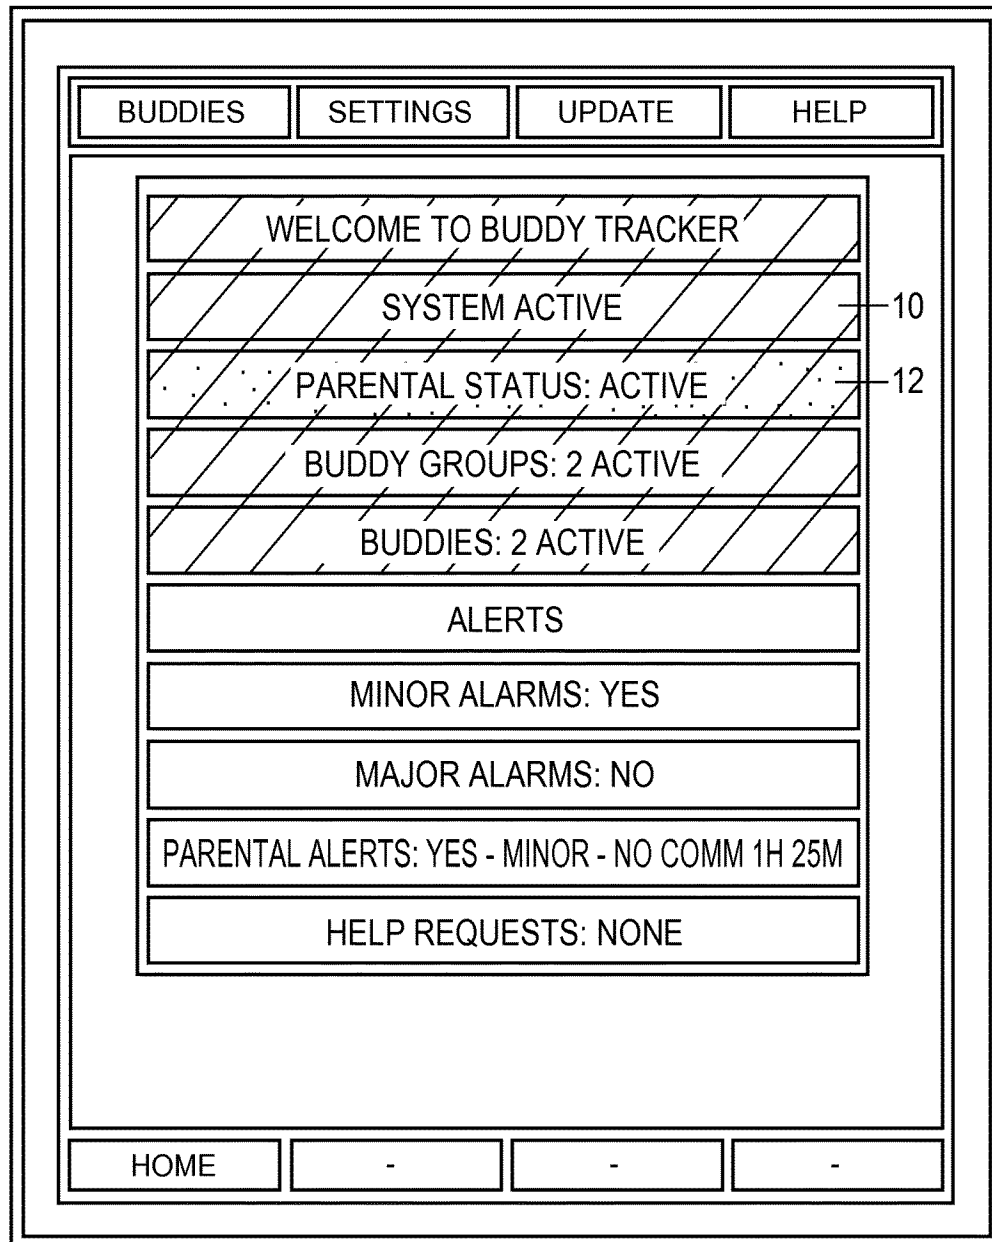 BUDDIES SETTINGS UPDATE HELP
WELCOME TO BUDDY TRACKER
SYSTEM ACTIVE 10
PARENTAL STATUS: ACTIVE 12
BUDDY GROUPS: 2 ACTIVE
BUDDIES: 2 ACTIVE
ALERTS
MINOR ALARMS: YES
MAJOR ALARMS: NO
PARENTAL ALERTS: YES - MINOR - NO COMM 1H 25M
HELP REQUESTS: NONE
HOME - - -